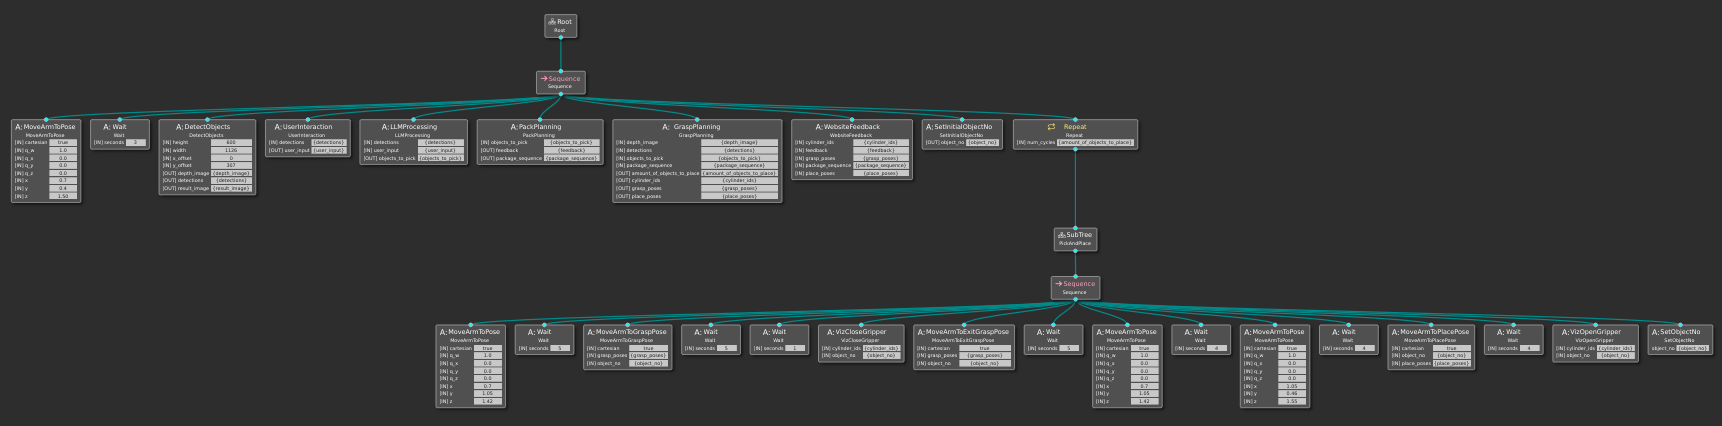 Root
Root
Sequence
Sequence
A: MoveArmToPose
MoveArmToPose
[IN] cartesian true
[IN] q_w 1.0
[IN] q_x 0.0
[IN] q_y 0.0
[IN] q_z 0.0
[IN] x 0.7
[IN] y 0.4
[IN] z 1.50
A: Wait
Wait
[IN] seconds 3
A: DetectObjects
DetectObjects
[IN] height 600
[IN] width 1126
[IN] x_offset 0
[IN] y_offset 307
[OUT] depth_image {depth_image}
[OUT] detections {detections}
[OUT] result_image {result_image}
A: UserInteraction
UserInteraction
[IN] detections {detections}
[OUT] user_input {user_input}
A: LLMProcessing
LLMProcessing
[IN] detections {detections}
[IN] user_input {user_input}
[OUT] objects_to_pick {objects_to_pick}
A: PackPlanning
PackPlanning
[IN] objects_to_pick {objects_to_pick}
[OUT] feedback {feedback}
[OUT] package_sequence {package_sequence}
A: GraspPlanning
GraspPlanning
[IN] depth_image {depth_image}
[IN] detections {detections}
[IN] objects_to_pick {objects_to_pick}
[IN] package_sequence {package_sequence}
[OUT] amount_of_objects_to_place {amount_of_objects_to_place}
[OUT] cylinder_ids {cylinder_ids}
[OUT] grasp_poses {grasp_poses}
[OUT] place_poses {place_poses}
A: WebsiteFeedback
WebsiteFeedback
[IN] cylinder_ids {cylinder_ids}
[IN] feedback {feedback}
[IN] grasp_poses {grasp_poses}
[IN] package_sequence {package_sequence}
[IN] place_poses {place_poses}
A: SetInitialObjectNo
SetInitialObjectNo
[OUT] object_no {object_no}
Repeat
Repeat
[IN] num_cycles {amount_of_objects_to_place}
SubTree
PickAndPlace
Sequence
Sequence
A: MoveArmToPose
MoveArmToPose
[IN] cartesian true
[IN] q_w 1.0
[IN] q_x 0.0
[IN] q_y 0.0
[IN] q_z 0.0
[IN] x 0.7
[IN] y 1.05
[IN] z 1.42
A: Wait
Wait
[IN] seconds 5
A: MoveArmToGraspPose
MoveArmToGraspPose
[IN] cartesian true
[IN] grasp_poses {grasp_poses}
[IN] object_no {object_no}
A: Wait
Wait
[IN] seconds 5
A: Wait
Wait
[IN] seconds 1
A: VizCloseGripper
VizCloseGripper
[IN] cylinder_ids {cylinder_ids}
[IN] object_no {object_no}
A: MoveArmToExitGraspPose
MoveArmToExitGraspPose
[IN] cartesian true
[IN] grasp_poses {grasp_poses}
[IN] object_no {object_no}
A: Wait
Wait
[IN] seconds 5
A: MoveArmToPose
MoveArmToPose
[IN] cartesian true
[IN] q_w 1.0
[IN] q_x 0.0
[IN] q_y 0.0
[IN] q_z 0.0
[IN] x 0.7
[IN] y 1.05
[IN] z 1.42
A: Wait
Wait
[IN] seconds 4
A: MoveArmToPose
MoveArmToPose
[IN] cartesian true
[IN] q_w 1.0
[IN] q_x 0.0
[IN] q_y 0.0
[IN] q_z 0.0
[IN] x 1.05
[IN] y 0.46
[IN] z 1.55
A: Wait
Wait
[IN] seconds 4
A: MoveArmToPlacePose
MoveArmToPlacePose
[IN] cartesian true
[IN] object_no {object_no}
[IN] place_poses {place_poses}
A: Wait
Wait
[IN] seconds 4
A: VizOpenGripper
VizOpenGripper
[IN] cylinder_ids {cylinder_ids}
[IN] object_no {object_no}
A: SetObjectNo
SetObjectNo
object_no {object_no}